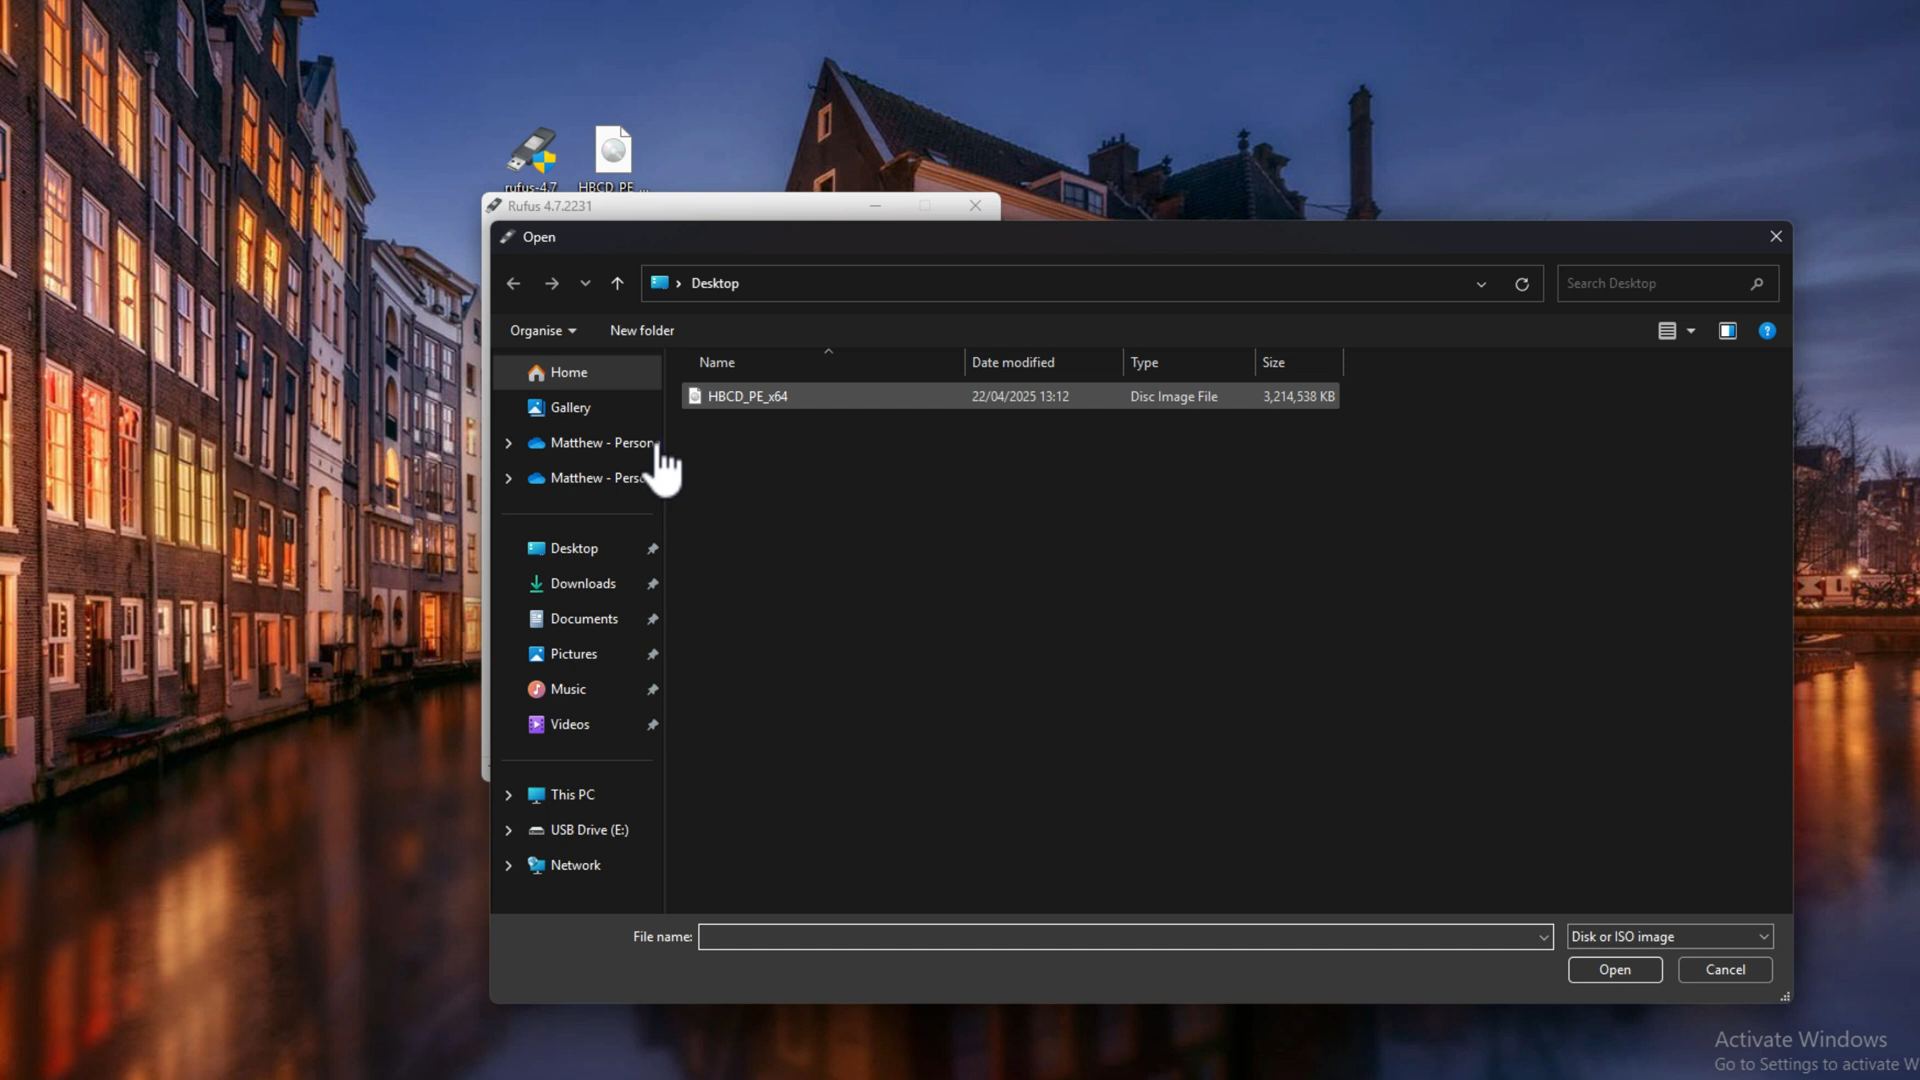 rufus-4.7
HBCD_PE_...
Rufus 4.7.2231
Open
Desktop
Search Desktop
Organise
New folder
Name
Date modified
Type
Size
Home
HBCD_PE_x64
22/04/2025 13:12
Disc Image File
3,214,538 KB
Gallery
Matthew - Person
Matthew - Perso
Desktop
Downloads
Documents
Pictures
Music
Videos
This PC
USB Drive (E:)
Network
File name:
Disk or ISO image
Open
Cancel
Activate Windows
Go to Settings to activate W